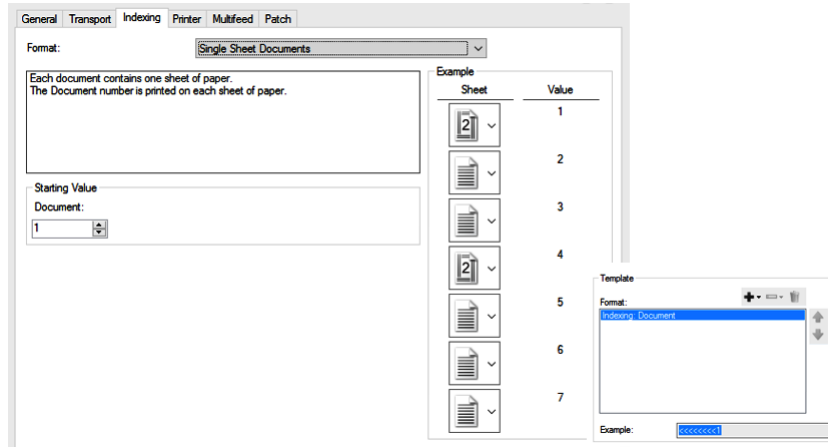 General Transport Indexing Printer Multifeed Patch
Format: Single Sheet Documents
Each document contains one sheet of paper.
The Document number is printed on each sheet of paper.
Starting Value
Document:
1
Example
Sheet Value
2 1
2
3
2 4
5
6
7
Template
Format:
Indexing: Document
Example: <<<<<<<<1